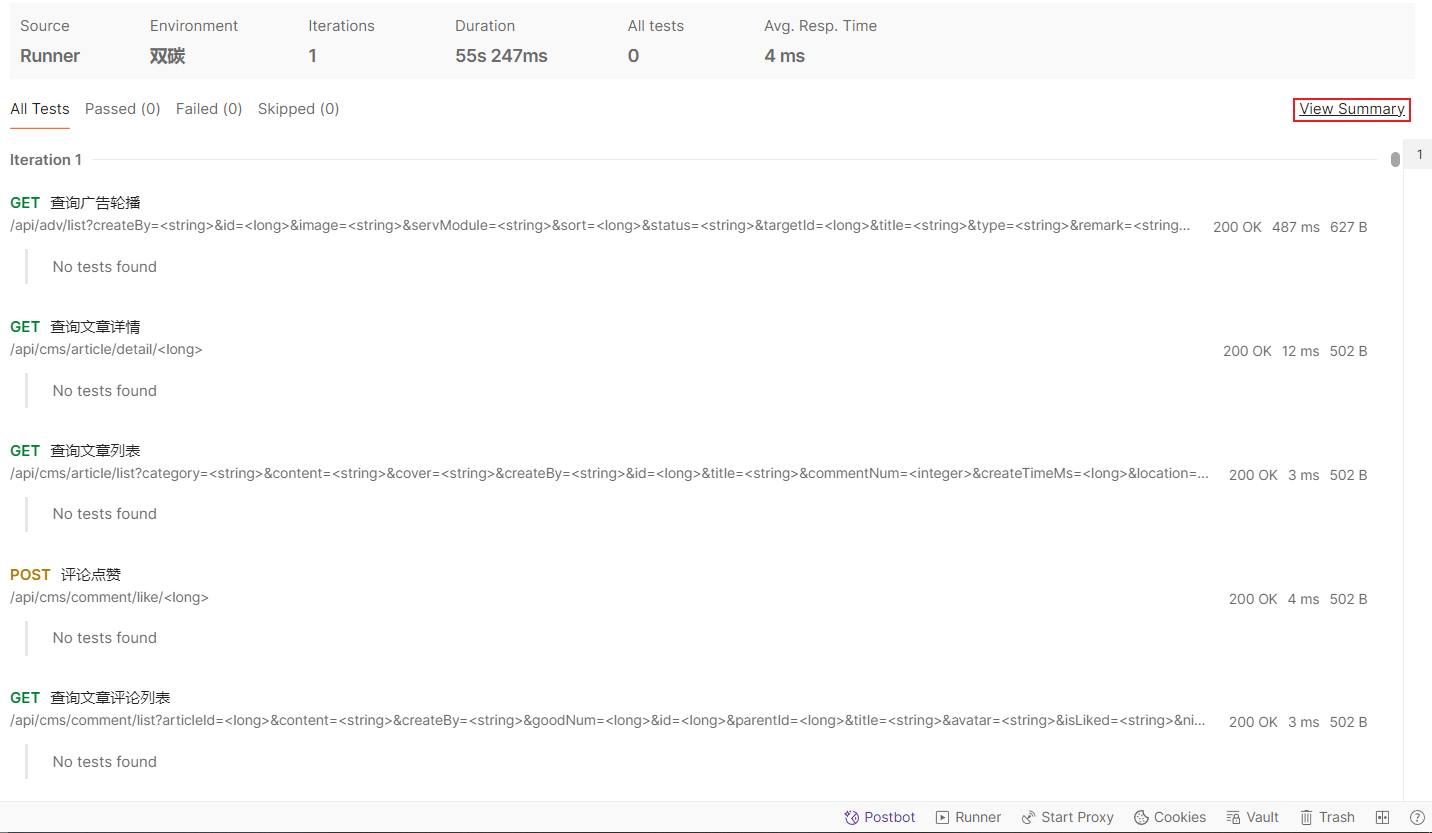 Source Environment Iterations Duration All tests Avg. Resp. Time
Runner 双碳 1 55s 247ms 0 4 ms
All Tests Passed (0) Failed (0) Skipped (0) View Summary
Iteration 1 1
GET 查询广告轮播
/api/adv/list?createBy=<string>&id=<long>&image=<string>&servModule=<string>&sort=<long>&status=<string>&targetId=<long>&title=<string>&type=<string>&remark=<string... 200 OK 487 ms 627 B
No tests found
GET 查询文章详情
/api/cms/article/detail/<long> 200 OK 12 ms 502 B
No tests found
GET 查询文章列表
/api/cms/article/list?category=<string>&content=<string>&cover=<string>&createBy=<string>&id=<long>&title=<string>&commentNum=<integer>&createTimeMs=<long>&location=... 200 OK 3 ms 502 B
No tests found
POST 评论点赞
/api/cms/comment/like/<long> 200 OK 4 ms 502 B
No tests found
GET 查询文章评论列表
/api/cms/comment/list?articleId=<long>&content=<string>&createBy=<string>&goodNum=<long>&id=<long>&parentId=<long>&title=<string>&avatar=<string>&isLiked=<string>&ni... 200 OK 3 ms 502 B
No tests found
Postbot Runner Start Proxy Cookies Vault Trash